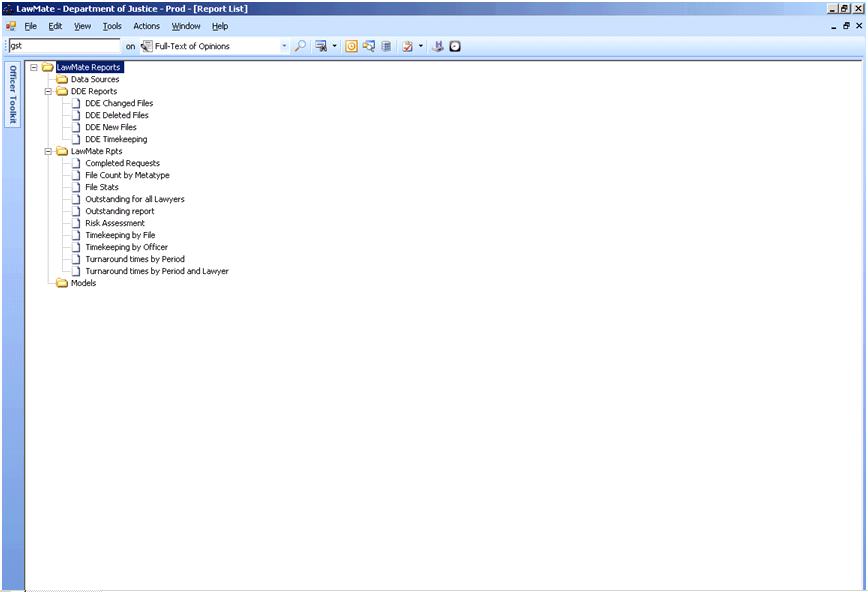 LawMate - Department of Justice - Prod - [Report List]
File Edit View Tools Actions Window Help
gst on Full-Text of Opinions
Officer Toolkit
LawMate Reports
Data Sources
DDE Reports
DDE Changed Files
DDE Deleted Files
DDE New Files
DDE Timekeeping
LawMate Rpts
Completed Requests
File Count by Metatype
File Stats
Outstanding for all Lawyers
Outstanding report
Risk Assessment
Timekeeping by File
Timekeeping by Officer
Turnaround times by Period
Turnaround times by Period and Lawyer
Models